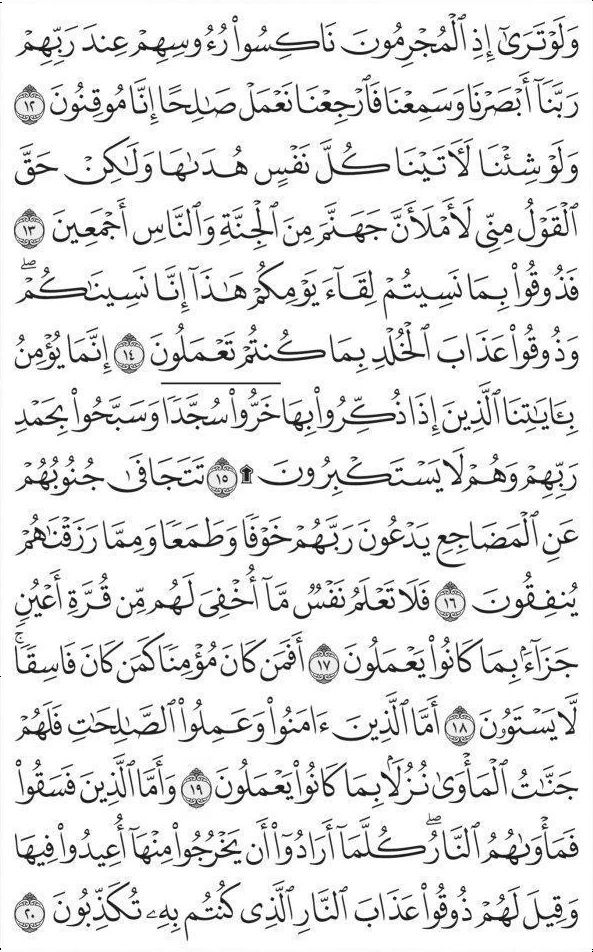 وَلَوۡ تَرَىٰٓ إِذِ ٱلۡمُجۡرِمُونَ نَاكِسُواْ رُءُوسِهِمۡ عِندَ رَبِّهِمۡ
رَبَّنَآ أَبۡصَرۡنَا وَسَمِعۡنَا فَٱرۡجِعۡنَا نَعۡمَلۡ صَٰلِحًا إِنَّا مُوقِنُونَ ١٢
وَلَوۡ شِئۡنَا لَأٓتَيۡنَا كُلَّ نَفۡسٍ هُدَىٰهَا وَلَٰكِنۡ حَقَّ
ٱلۡقَوۡلُ مِنِّي لَأَمۡلَأَنَّ جَهَنَّمَ مِنَ ٱلۡجِنَّةِ وَٱلنَّاسِ أَجۡمَعِينَ ١٣
فَذُوقُواْ بِمَا نَسِيتُمۡ لِقَآءَ يَوۡمِكُمۡ هَٰذَآ إِنَّا نَسِينَٰكُمۡۖ
وَذُوقُواْ عَذَابَ ٱلۡخُلۡدِ بِمَا كُنتُمۡ تَعۡمَلُونَ ١٤ إِنَّمَا يُؤۡمِنُ
بِـَٔايَٰتِنَا ٱلَّذِينَ إِذَا ذُكِّرُواْ بِهَا خَرُّواْۤ سُجَّدٗاۤ وَسَبَّحُواْ بِحَمۡدِ
رَبِّهِمۡ وَهُمۡ لَا يَسۡتَكۡبِرُونَ ۩ ١٥ تَتَجَافَىٰ جُنُوبُهُمۡ
عَنِ ٱلۡمَضَاجِعِ يَدۡعُونَ رَبَّهُمۡ خَوۡفٗا وَطَمَعٗا وَمِمَّا رَزَقۡنَٰهُمۡ
يُنفِقُونَ ١٦ فَلَا تَعۡلَمُ نَفۡسٞ مَّآ أُخۡفِيَ لَهُم مِّن قُرَّةِ أَعۡيُنٖ
جَزَآءَۢ بِمَا كَانُواْ يَعۡمَلُونَ ١٧ أَفَمَن كَانَ مُؤۡمِنٗا كَمَن كَانَ فَاسِقٗاۚ
لَّا يَسۡتَوُۥنَ ١٨ أَمَّا ٱلَّذِينَ ءَامَنُواْ وَعَمِلُواْ ٱلصَّٰلِحَٰتِ فَلَهُمۡ
جَنَّٰتُ ٱلۡمَأۡوَىٰ نُزُلَۢا بِمَا كَانُواْ يَعۡمَلُونَ ١٩ وَأَمَّا ٱلَّذِينَ فَسَقُواْ
فَمَأۡوَىٰهُمُ ٱلنَّارُۖ كُلَّمَآ أَرَادُوٓاْ أَن يَخۡرُجُواْ مِنۡهَآ أُعِيدُواْ فِيهَا
وَقِيلَ لَهُمۡ ذُوقُواْ عَذَابَ ٱلنَّارِ ٱلَّذِي كُنتُم بِهِۦ تُكَذِّبُونَ ٢٠